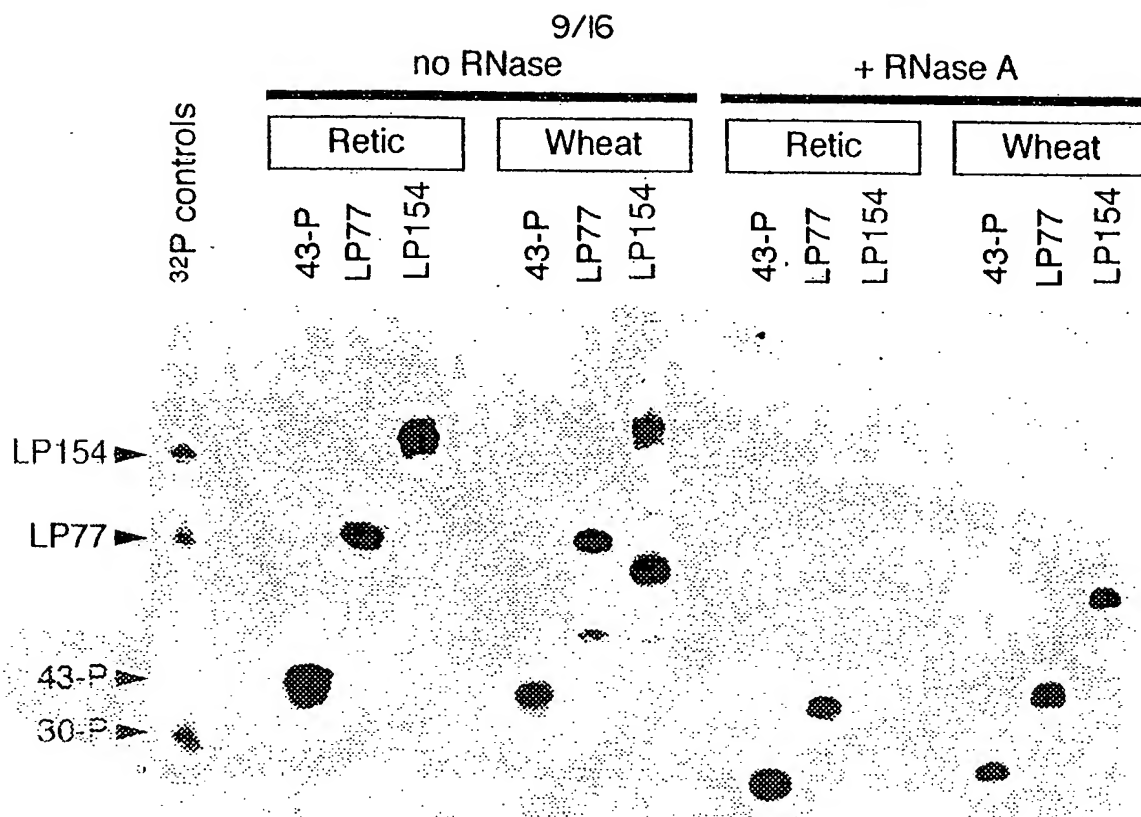 9/16
no RNase + RNase A
Retic Wheat Retic Wheat
32P controls 43-P LP77 LP154 43-P LP77 LP154 43-P LP77 LP154 43-P LP77 LP154
LP154
LP77
43-P
30-P